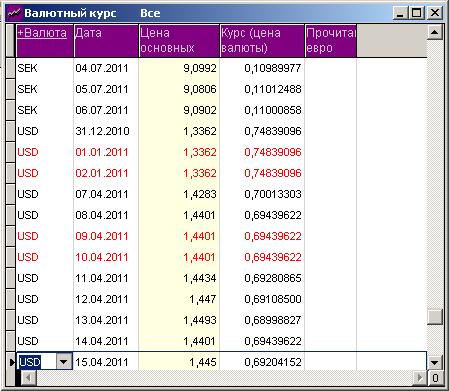 Валютный курс Все
+Валюта Дата Цена Курс (цена Прочитан
основных валюты) евро
SEK 04.07.2011 9,0992 0,10989977
SEK 05.07.2011 9,0806 0,11012488
SEK 06.07.2011 9,0902 0,11000858
USD 31.12.2010 1,3362 0,74839096
USD 01.01.2011 1,3362 0,74839096
USD 02.01.2011 1,3362 0,74839096
USD 07.04.2011 1,4283 0,70013303
USD 08.04.2011 1,4401 0,69439622
USD 09.04.2011 1,4401 0,69439622
USD 10.04.2011 1,4401 0,69439622
USD 11.04.2011 1,4434 0,69280865
USD 12.04.2011 1,447 0,69108500
USD 13.04.2011 1,4493 0,68998827
USD 14.04.2011 1,4401 0,69439622
USD 15.04.2011 1,445 0,69204152
0